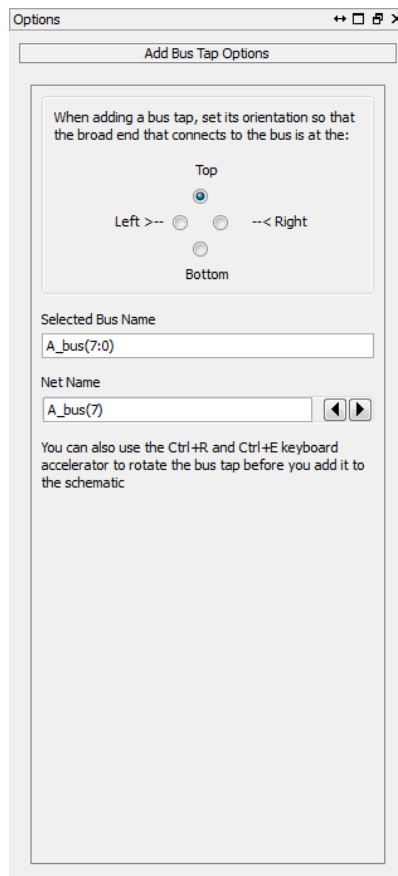 Options
Add Bus Tap Options
When adding a bus tap, set its orientation so that
the broad end that connects to the bus is at the:
Top
Left >-- --< Right
Bottom
Selected Bus Name
A_bus(7:0)
Net Name
A_bus(7)
You can also use the Ctrl+R and Ctrl+E keyboard
accelerator to rotate the bus tap before you add it to
the schematic